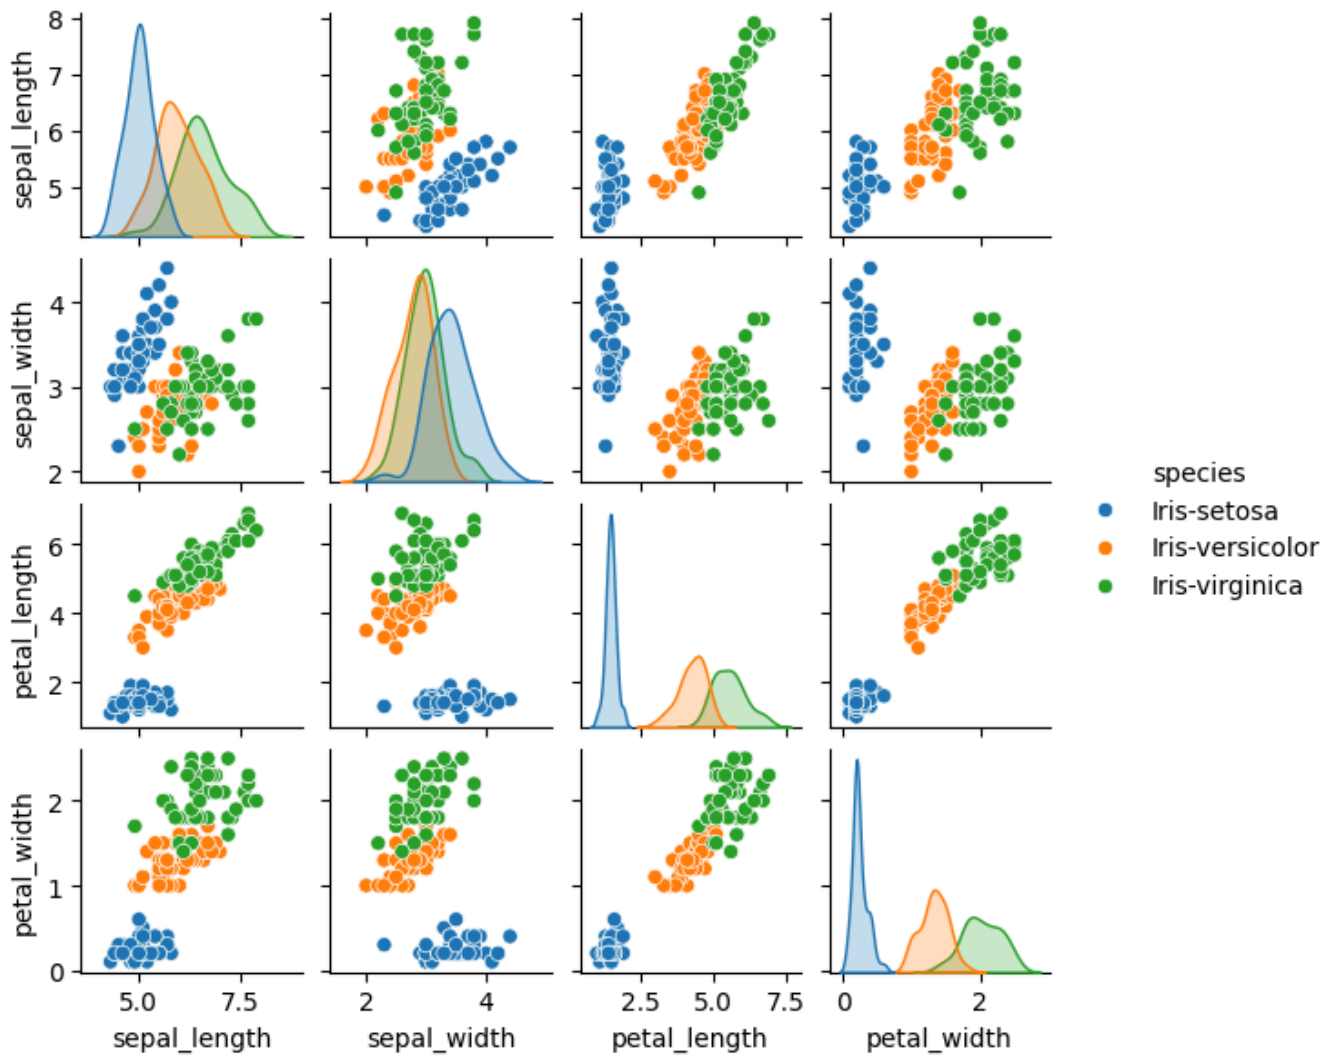 8
7
6
5
sepal_length
4
3
2
sepal_width
6
4
2
petal_length
2
1
0
petal_width
5.0 7.5
2 4
2.5 5.0 7.5
0 2
sepal_length
sepal_width
petal_length
petal_width
species
Iris-setosa
Iris-versicolor
Iris-virginica